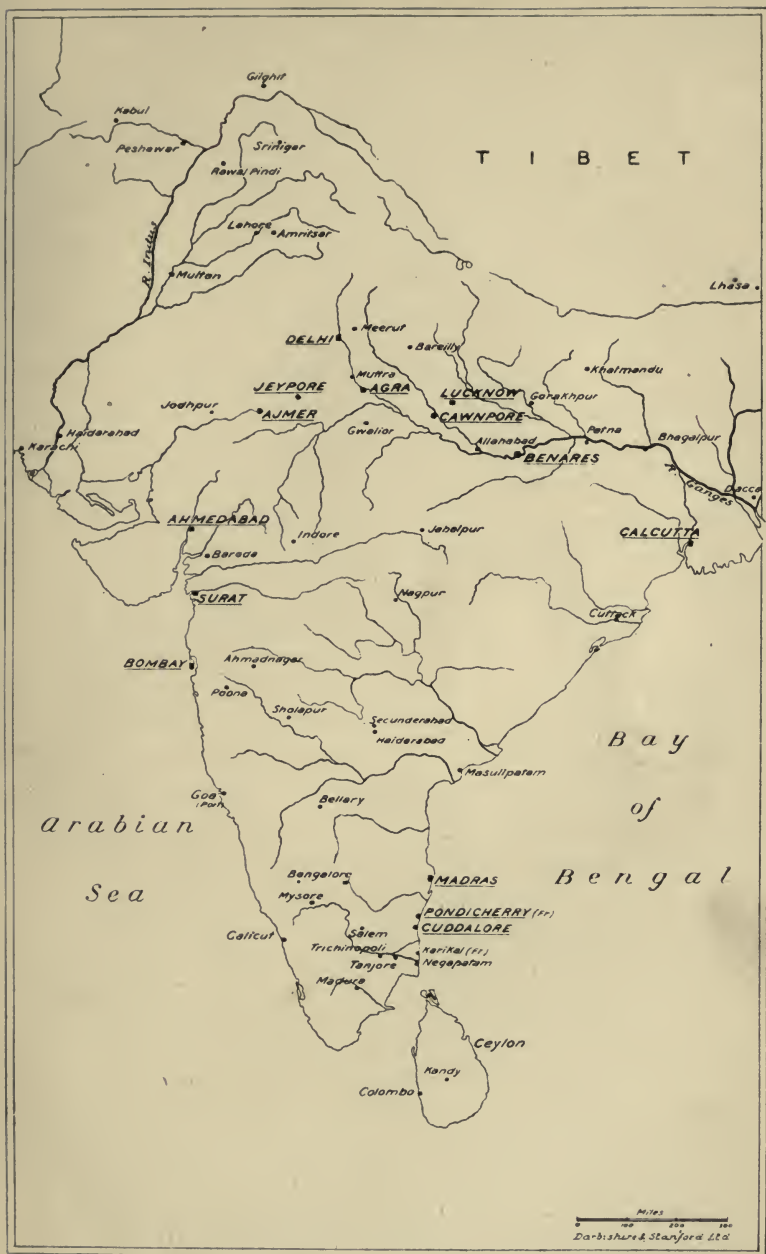 Gilghit
Kabul
Peshawar
Srinigar
Rawal Pindi
TIBET
Lahore
Amritsar
R. Indus
Multan
Lhasa
Meerut
DELHI
Bareilly
Khatmandu
Muttra
AGRA
JEYPORE
LUCKNOW
Gorakhpur
Jodhpur
AJMER
CAWNPORE
Gwalior
Haidarabad
Karachi
Allahabad
Patna
Bhagalpur
BENARES
R. Ganges
Dacca
AHMEDABAD
Indore
Jabalpur
CALCUTTA
Baroda
SURAT
Nagpur
Cuttack
BOMBAY
Ahmadnagar
Poona
Sholapur
Secunderabad
Haiderabad
Bay
of
Bengal
Masulipatam
Goa
(Port)
Bellary
Arabian
Sea
Bangalore
MADRAS
Mysore
PONDICHERRY (Fr)
CUDDALORE
Salem
Calicut
Trichinopoli
Karikal (Fr)
Tanjore
Negapatam
Madura
Ceylon
Kandy
Colombo
Miles
0 100 200 300
Darbishire & Stanford Ltd